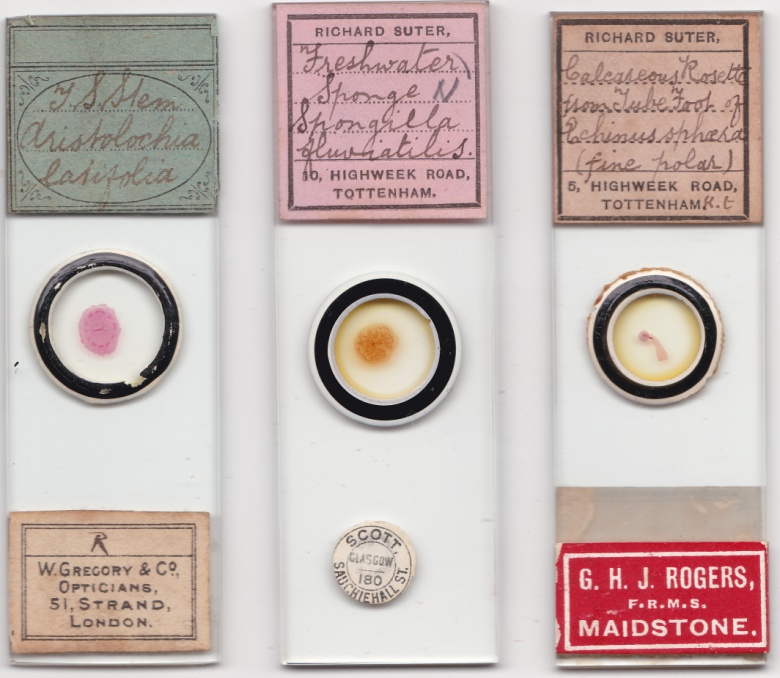 T.S. Stem
Aristolochia
latifolia
R
W. GREGORY & Co.,
OPTICIANS,
51, STRAND,
LONDON.
RICHARD SUTER,
Freshwater
Sponge N
Spongilla
fluviatilis.
10, HIGHWEEK ROAD,
TOTTENHAM.
SCOTT,
GLASGOW
180
SAUCHIEHALL ST.
RICHARD SUTER,
Calcareous Rosette
from Tube Foot of
Echinus sphæra
(fine polar)
5, HIGHWEEK ROAD,
TOTTENHAM.
G. H. J. ROGERS,
F.R.M.S.
MAIDSTONE.